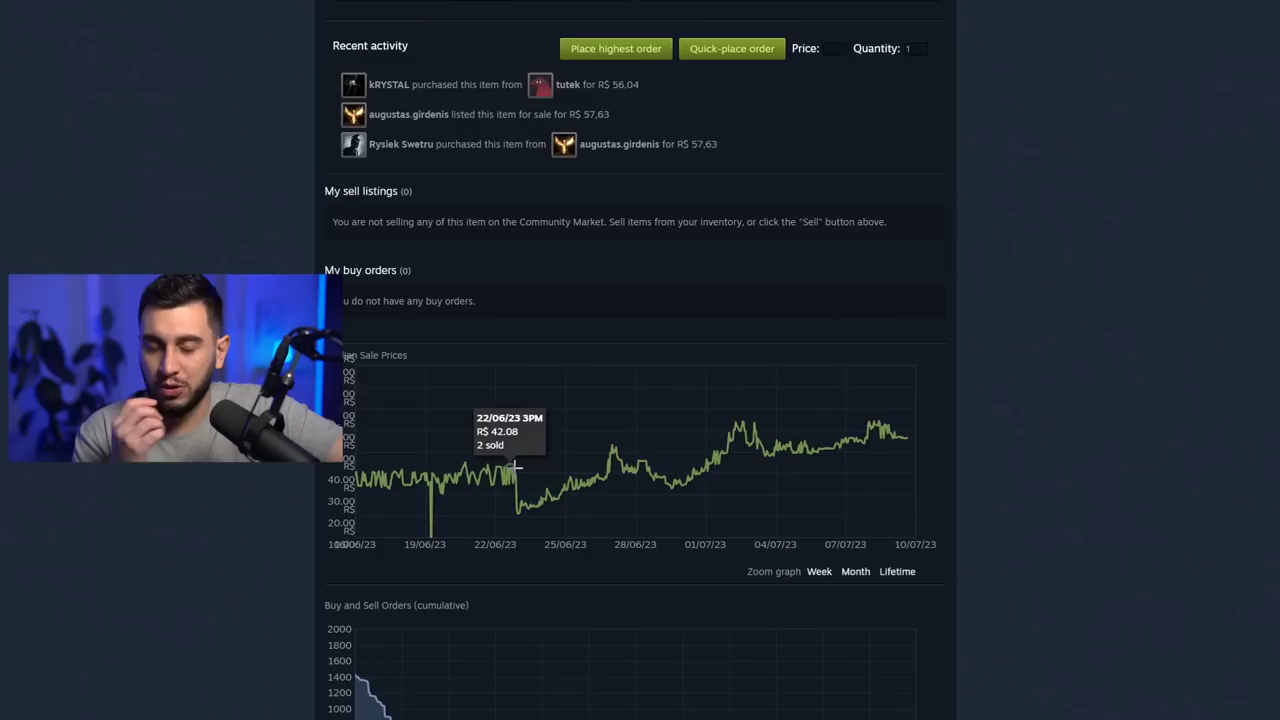 Recent activity
Place highest order
Quick-place order
Price:
Quantity: 1
kRYSTAL purchased this item from tutek for R$ 56,04
augustas.girdenis listed this item for sale for R$ 57,63
Rysiek Swetru purchased this item from augustas.girdenis for R$ 57,63
My sell listings (0)
You are not selling any of this item on the Community Market. Sell items from your inventory, or click the "Sell" button above.
My buy orders (0)
ou do not have any buy orders.
ian Sale Prices
22/06/23 3PM
R$ 42.08
2 sold
R$
00
R$
00
R$
00
R$
00
R$
00
R$
40.00
R$
30.00
R$
20.00
R$
19/06/23 22/06/23 25/06/23 28/06/23 01/07/23 04/07/23 07/07/23 10/07/23
Zoom graph Week Month Lifetime
Buy and Sell Orders (cumulative)
2000
1800
1600
1400
1200
1000